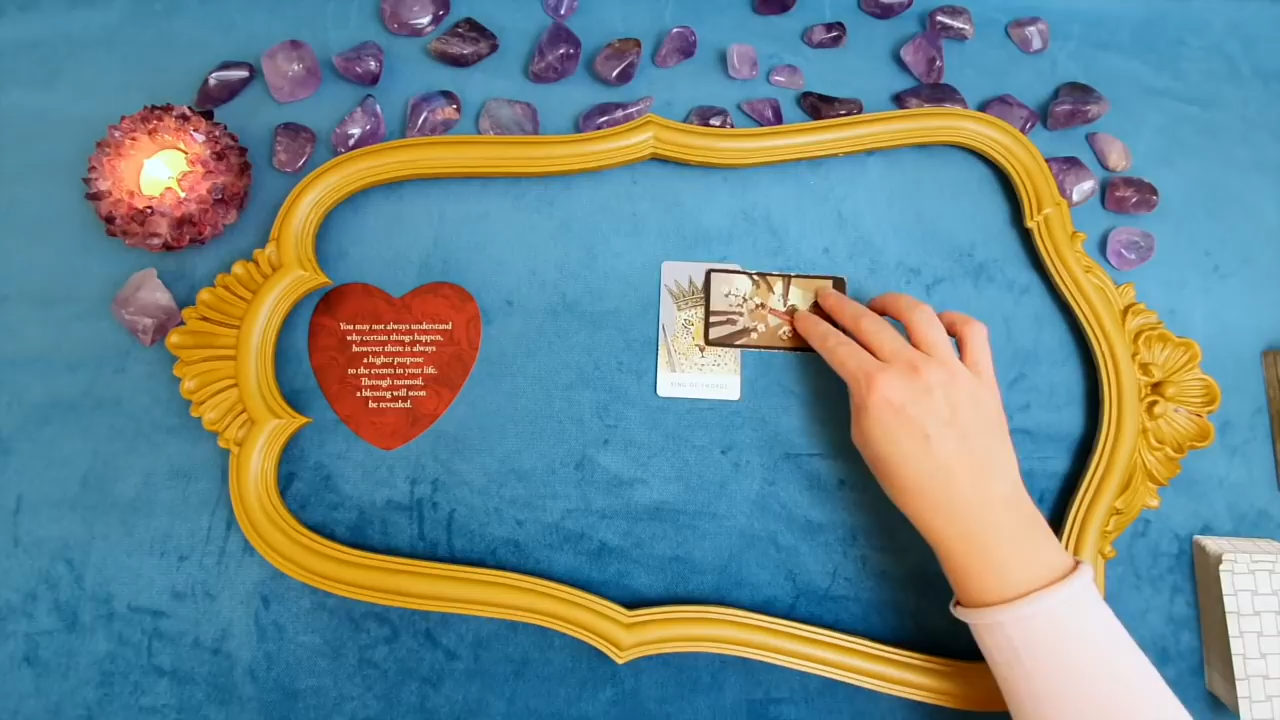 You may not always understand
why certain things happen,
however there is always
a higher purpose
to the events in your life.
Through turmoil,
a blessing will soon
be revealed.
KING OF SWORDS